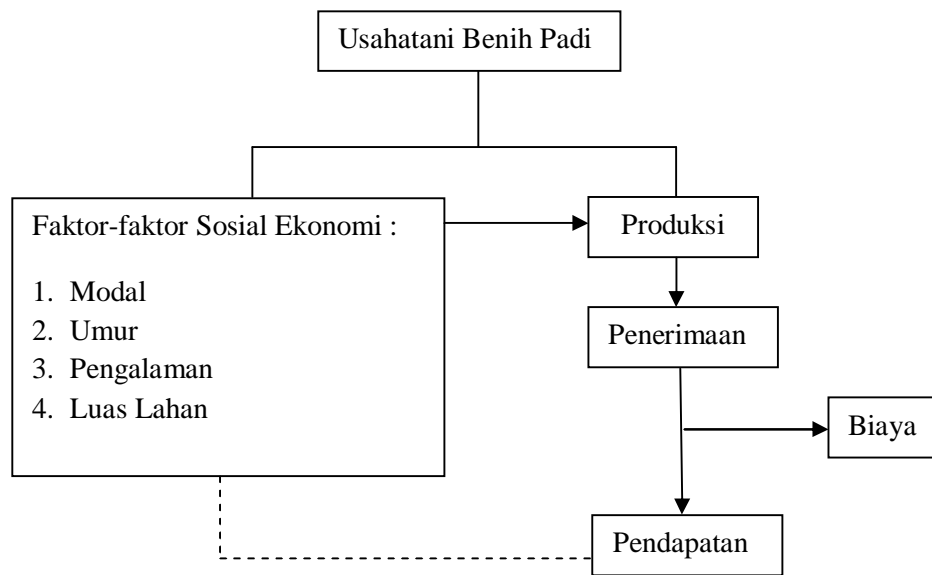 Usahatani Benih Padi
Faktor-faktor Sosial Ekonomi :
1. Modal
2. Umur
3. Pengalaman
4. Luas Lahan
Produksi
Penerimaan
Biaya
Pendapatan